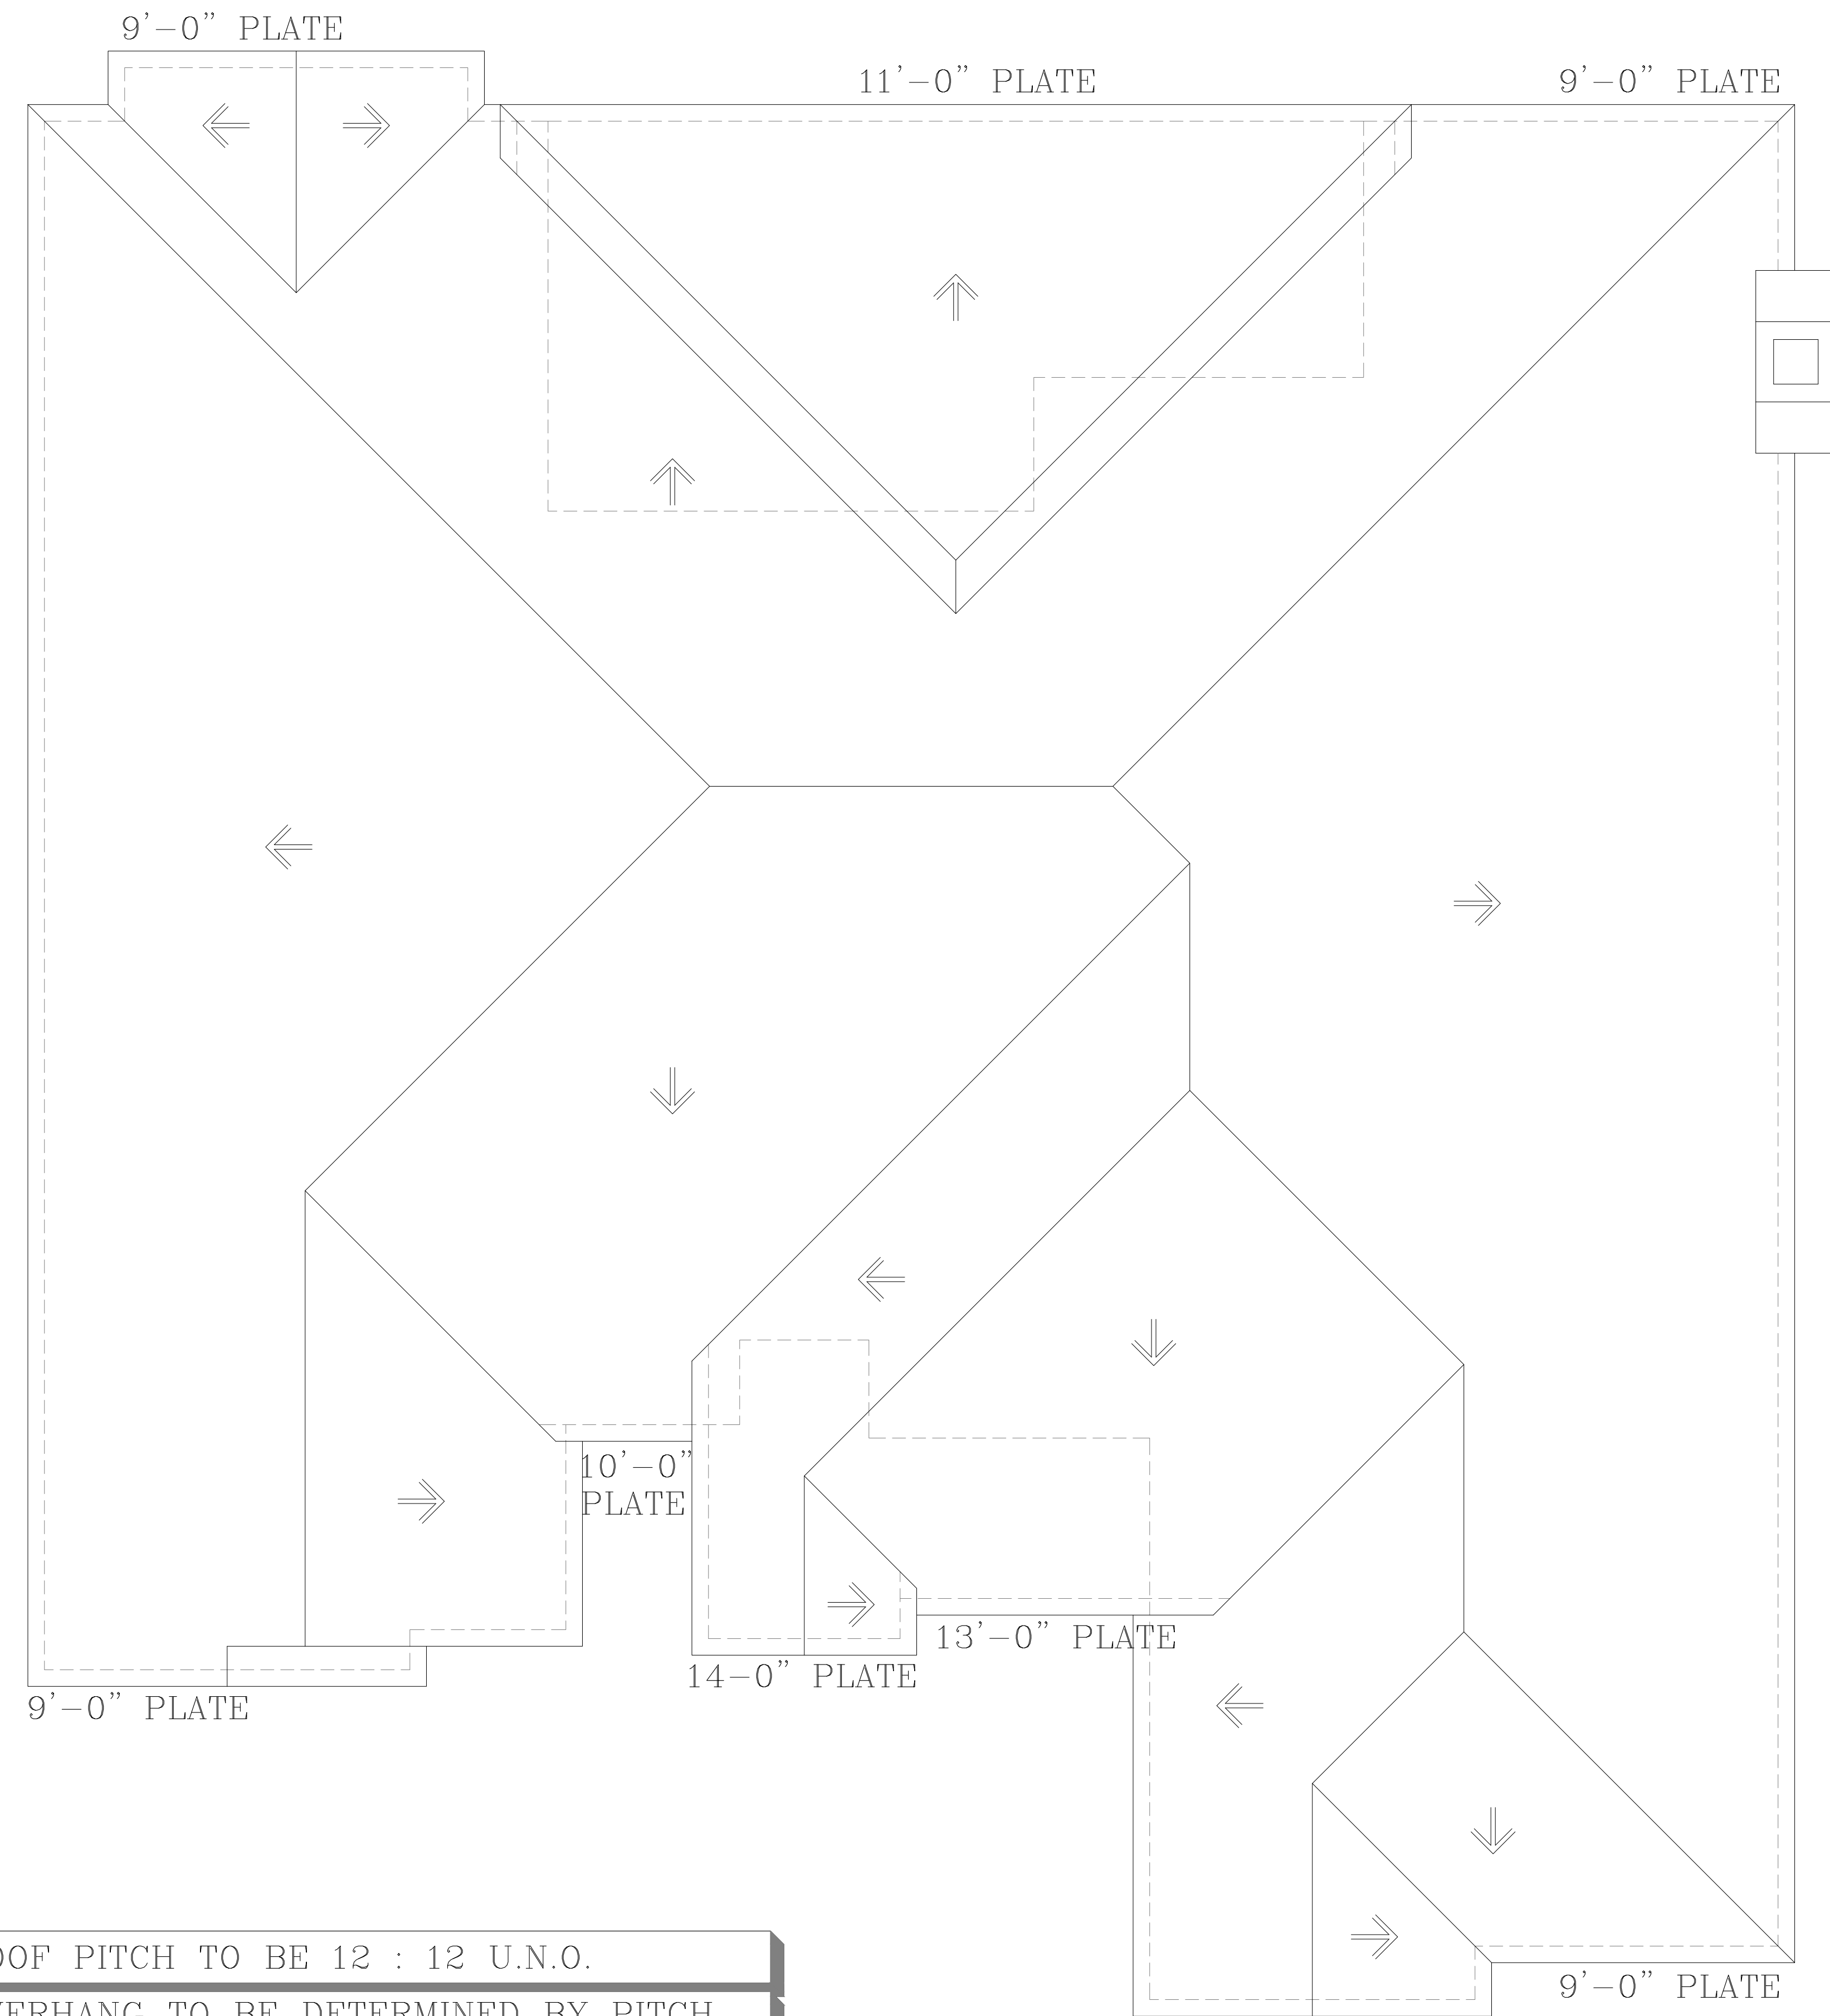 9'-0" PLATE
11'-0" PLATE
9'-0" PLATE
10'-0"
PLATE
13'-0" PLATE
14-0" PLATE
9'-0" PLATE
PITCH TO BE 12 : 12 U.N.O.
TO BE DETERMINED BY PITCH
9'-0" PLATE